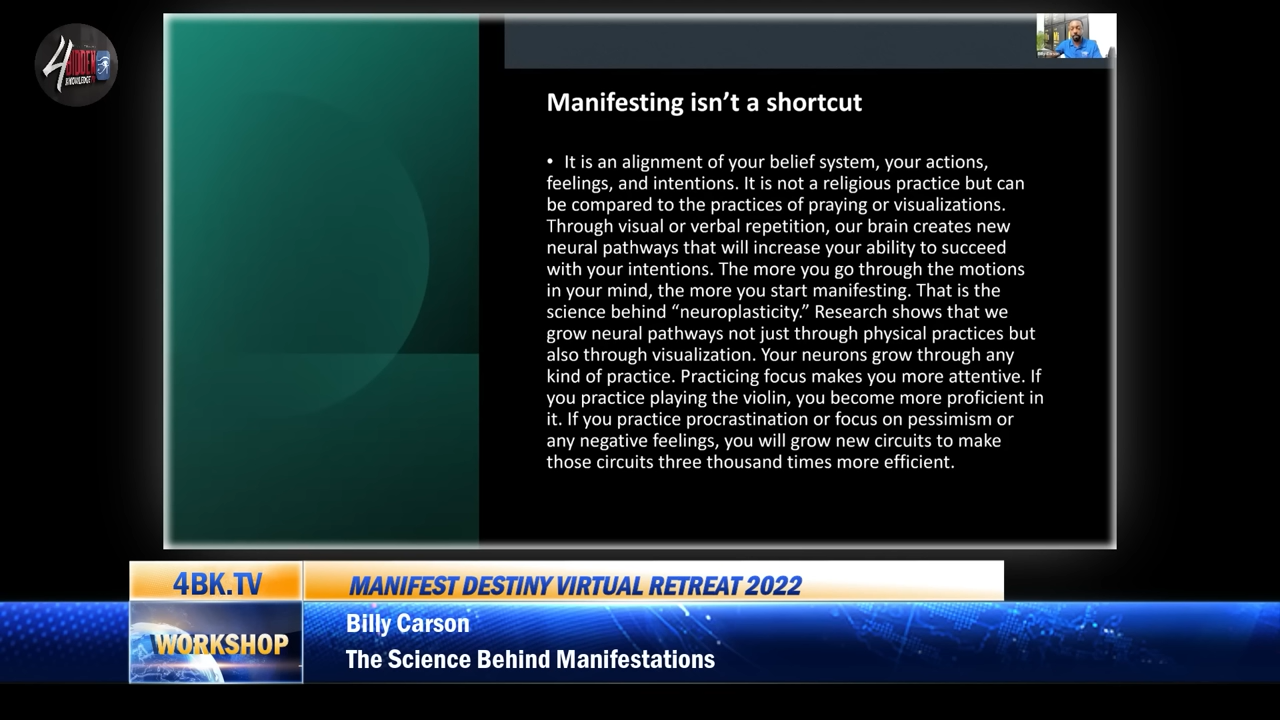 4
BIDDEN
KNOWLEDGE
Manifesting isn’t a shortcut
• It is an alignment of your belief system, your actions,
feelings, and intentions. It is not a religious practice but can
be compared to the practices of praying or visualizations.
Through visual or verbal repetition, our brain creates new
neural pathways that will increase your ability to succeed
with your intentions. The more you go through the motions
in your mind, the more you start manifesting. That is the
science behind “neuroplasticity.” Research shows that we
grow neural pathways not just through physical practices but
also through visualization. Your neurons grow through any
kind of practice. Practicing focus makes you more attentive. If
you practice playing the violin, you become more proficient in
it. If you practice procrastination or focus on pessimism or
any negative feelings, you will grow new circuits to make
those circuits three thousand times more efficient.
4BK.TV
MANIFEST DESTINY VIRTUAL RETREAT 2022
WORKSHOP
Billy Carson
The Science Behind Manifestations